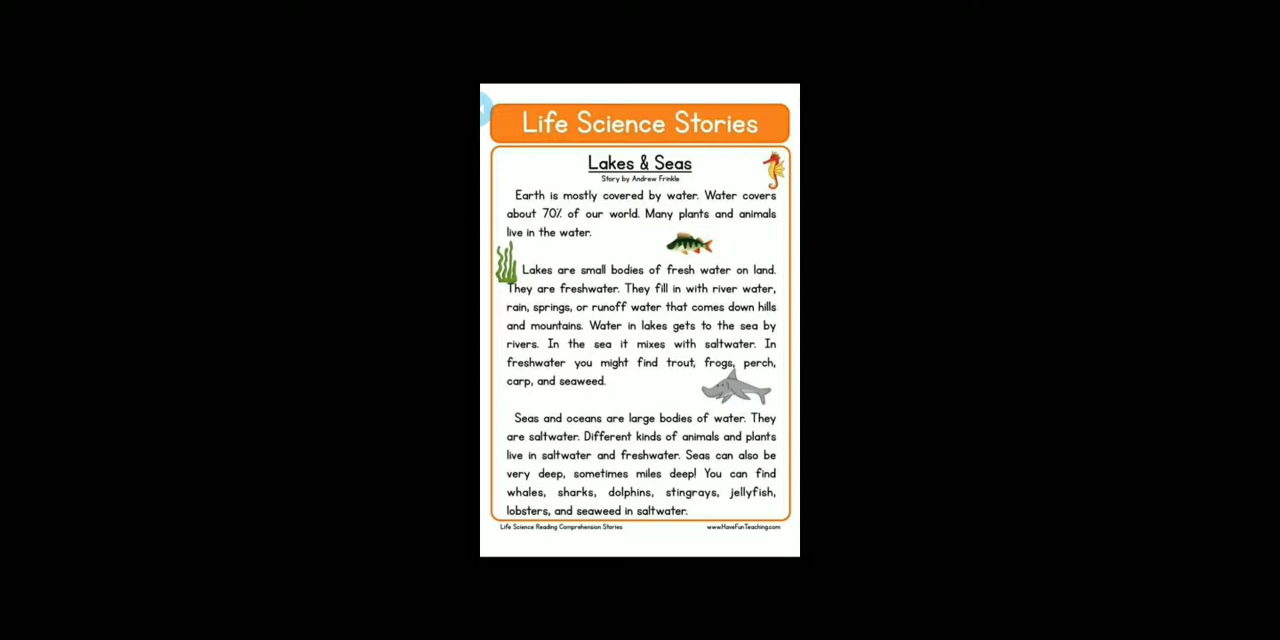 Life Science Stories
Lakes & Seas
Story by Andrew Frinkle
Earth is mostly covered by water. Water covers
about 70% of our world. Many plants and animals
live in the water.
Lakes are small bodies of fresh water on land.
They are freshwater. They fill in with river water,
rain, springs, or runoff water that comes down hills
and mountains. Water in lakes gets to the sea by
rivers. In the sea it mixes with saltwater. In
freshwater you might find trout, frogs, perch,
carp, and seaweed.
Seas and oceans are large bodies of water. They
are saltwater. Different kinds of animals and plants
live in saltwater and freshwater. Seas can also be
very deep, sometimes miles deep! You can find
whales, sharks, dolphins, stingrays, jellyfish,
lobsters, and seaweed in saltwater.
Life Science Reading Comprehension Stories
www.HaveFunTeaching.com